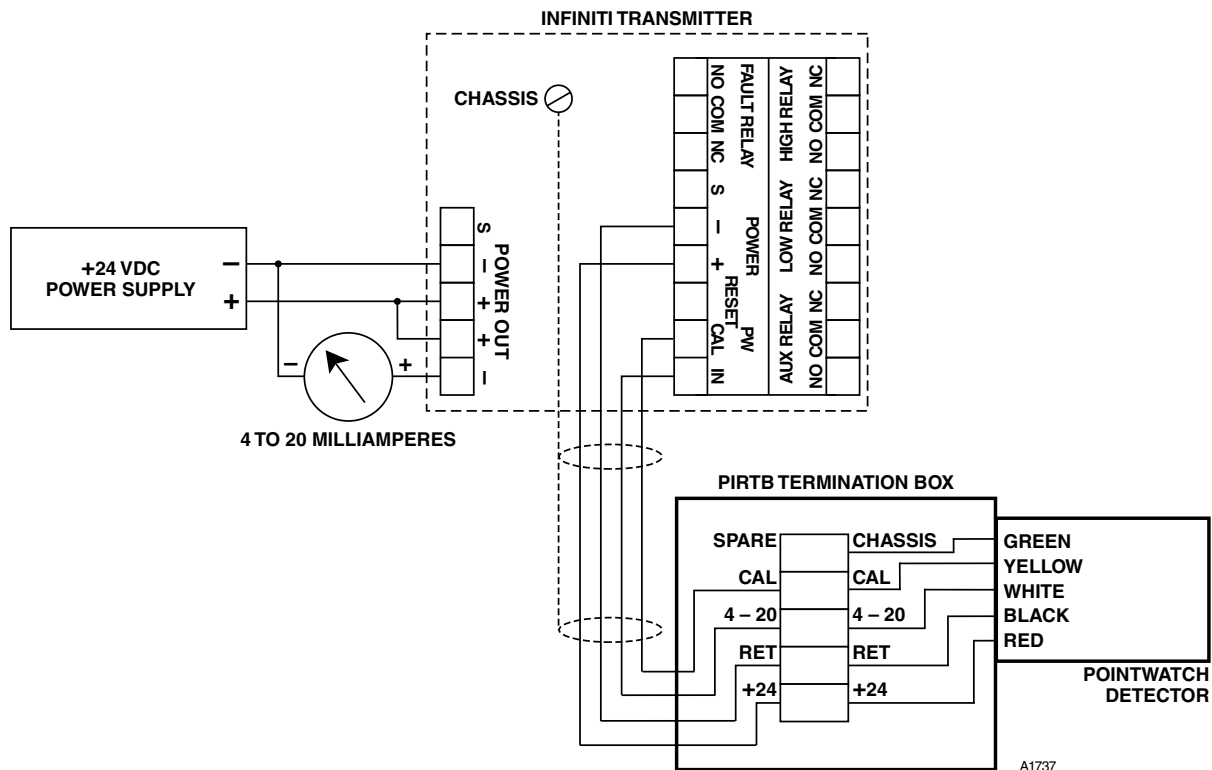 INFINITI TRANSMITTER
CHASSIS
+24 VDC
POWER SUPPLY
–
+
–
+
4 TO 20 MILLIAMPERES
S
–
+
+
–
POWER OUT
NO COM NC
FAULT RELAY
S
–
+
POWER
RESET
CAL
PW
IN
HIGH RELAY
NO COM NC
LOW RELAY
NO COM NC
AUX RELAY
NO COM NC
PIRTB TERMINATION BOX
SPARE
CAL
4 – 20
RET
+24
CHASSIS
CAL
4 – 20
RET
+24
GREEN
YELLOW
WHITE
BLACK
RED
POINTWATCH
DETECTOR
A1737